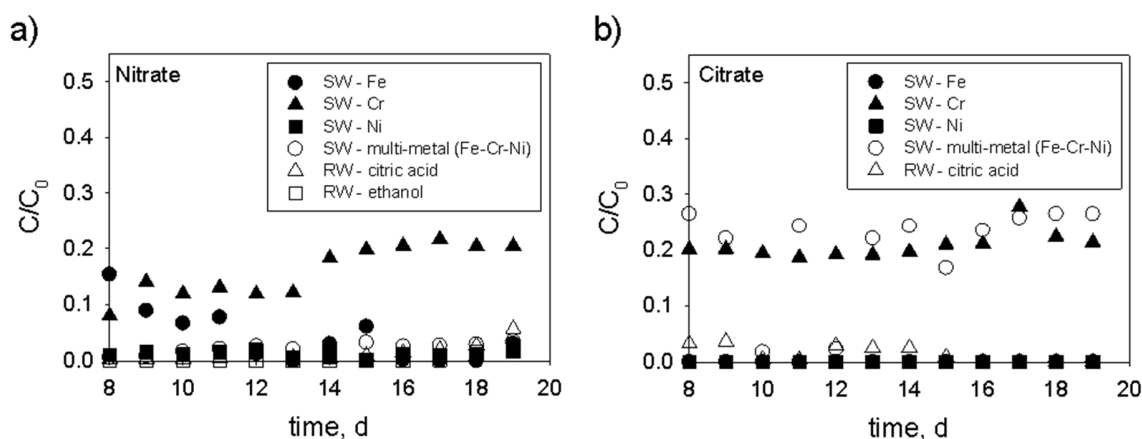 a)
Nitrate
SW - Fe
SW - Cr
SW - Ni
SW - multi-metal (Fe-Cr-Ni)
RW - citric acid
RW - ethanol
C/C0
0.5
0.4
0.3
0.2
0.1
0.0
8 10 12 14 16 18 20
time, d
b)
Citrate
SW - Fe
SW - Cr
SW - Ni
SW - multi-metal (Fe-Cr-Ni)
RW - citric acid
C/C0
0.5
0.4
0.3
0.2
0.1
0.0
8 10 12 14 16 18 20
time, d